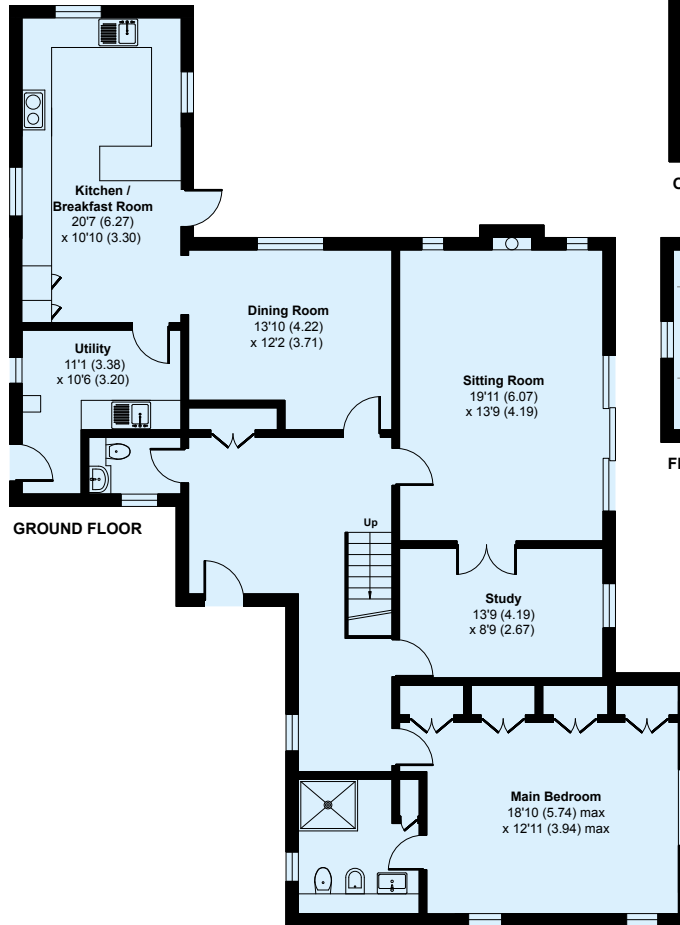 Kitchen /
Breakfast Room
20'7 (6.27)
x 10'10 (3.30)
Dining Room
13'10 (4.22)
x 12'2 (3.71)
Utility
11'1 (3.38)
x 10'6 (3.20)
Sitting Room
19'11 (6.07)
x 13'9 (4.19)
GROUND FLOOR
Up
Study
13'9 (4.19)
x 8'9 (2.67)
Main Bedroom
18'10 (5.74) max
x 12'11 (3.94) max